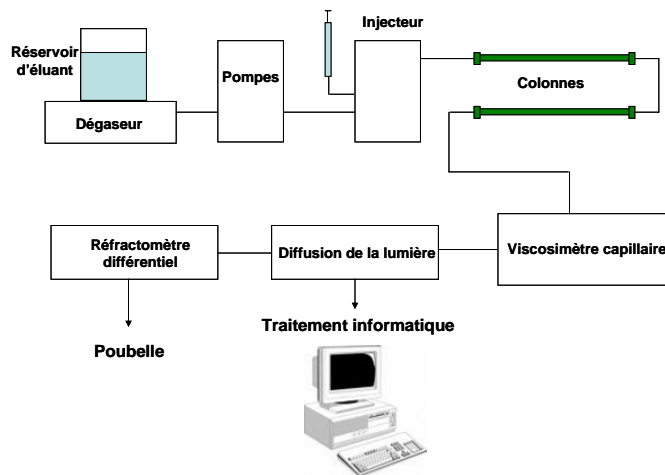 Réservoir
d'éluant
Dégaseur
Pompes
Injecteur
Colonnes
Viscosimètre capillaire
Diffusion de la lumière
Réfractomètre
différentiel
Traitement informatique
Poubelle